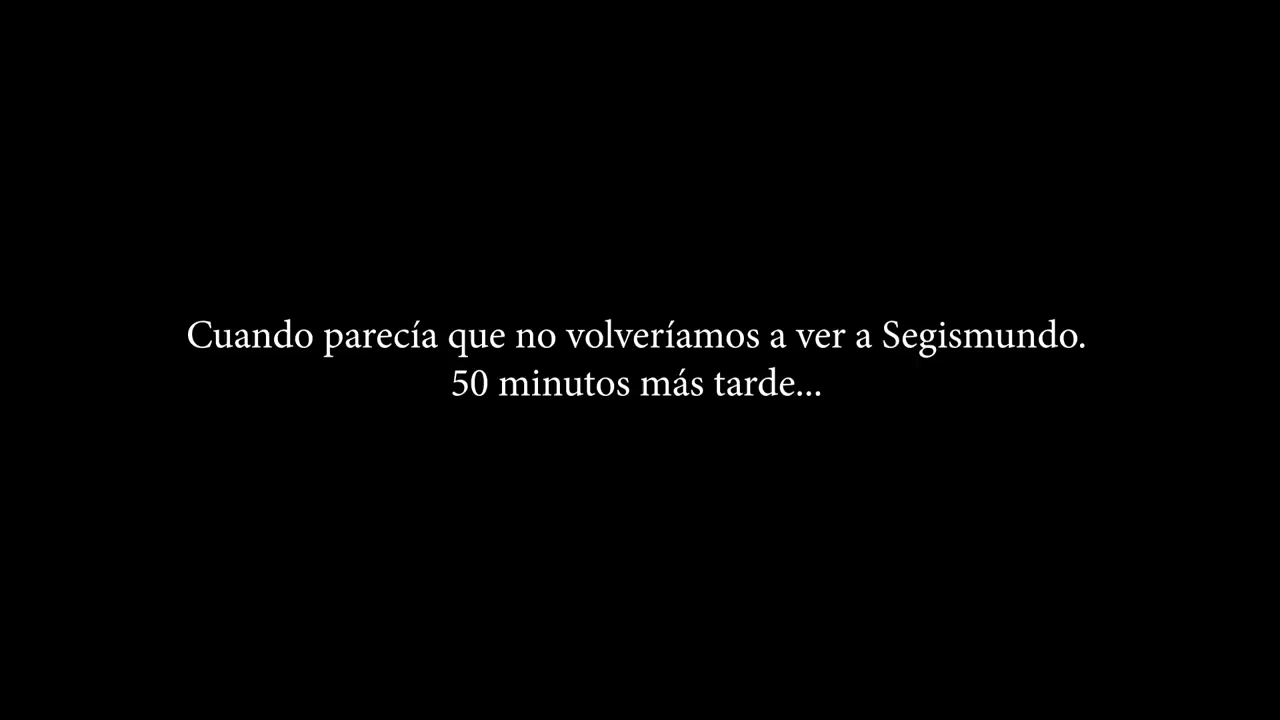 Cuando parecía que no volveríamos a ver a Segismundo.
50 minutos más tarde...